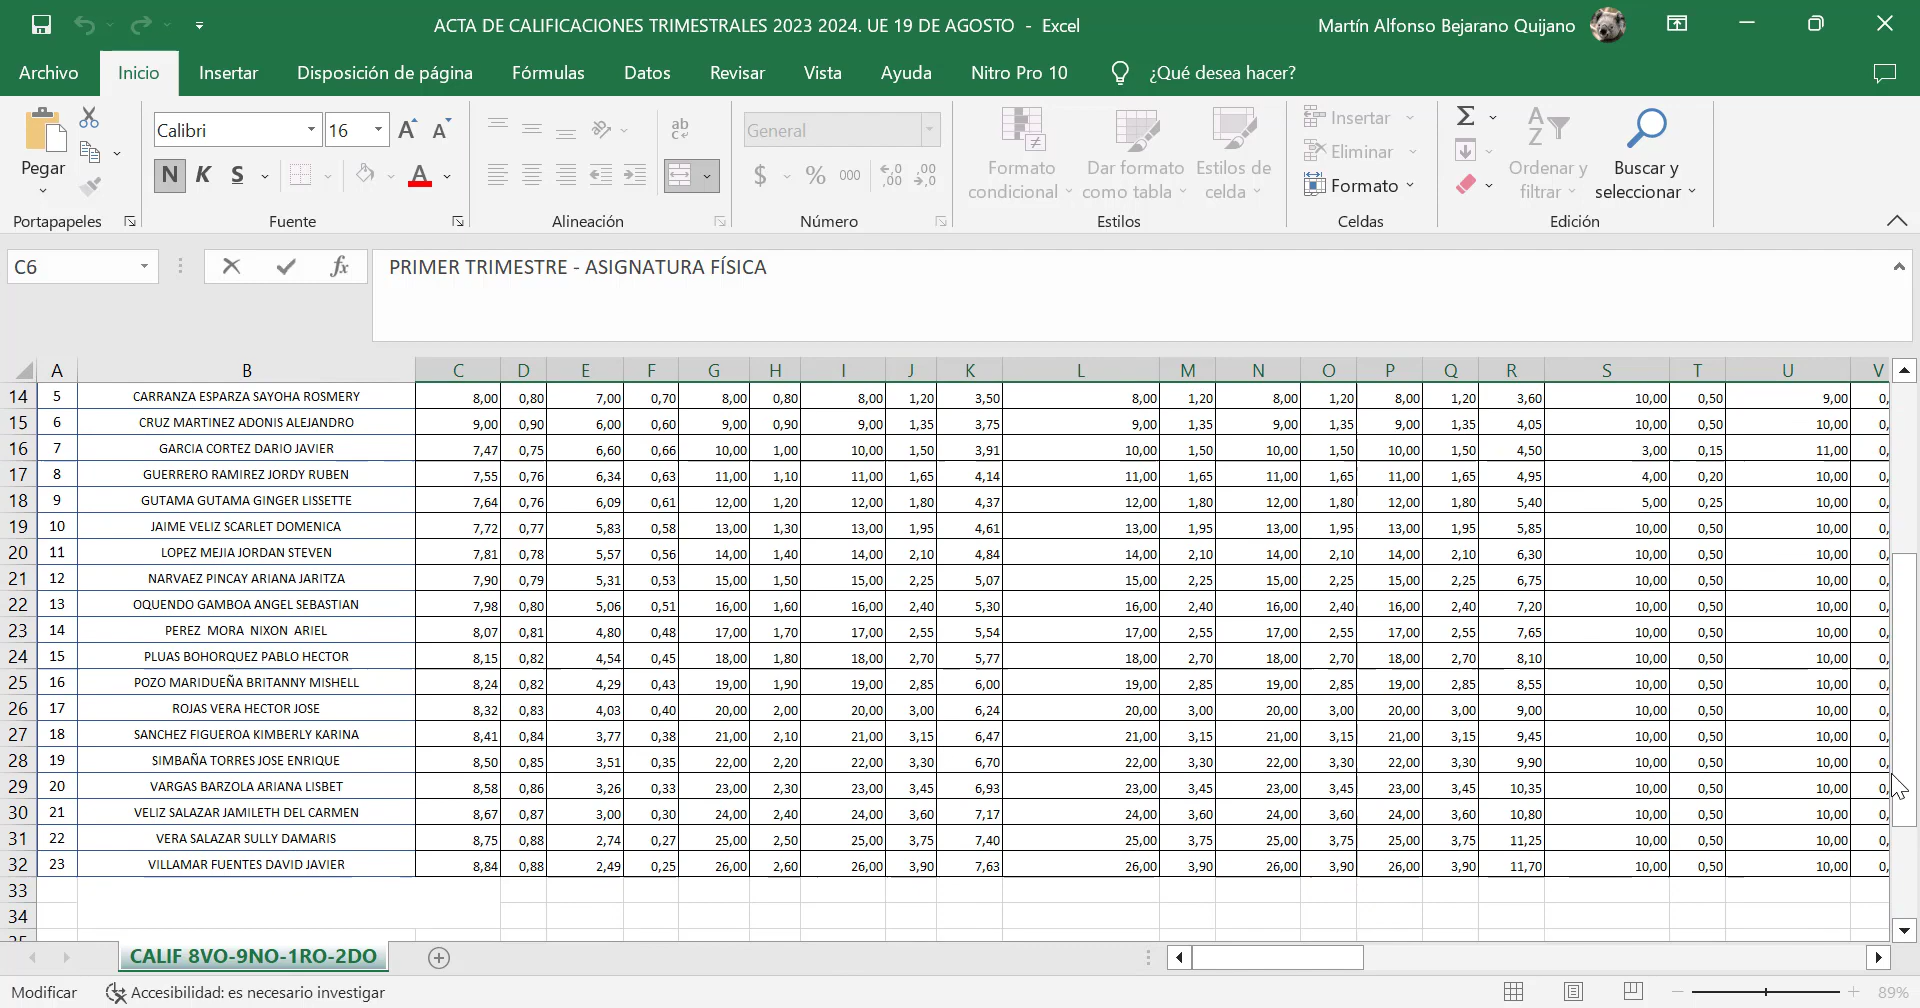 ACTA DE CALIFICACIONES TRIMESTRALES 2023 2024. UE 19 DE AGOSTO - Excel
Martín Alfonso Bejarano Quijano
Archivo Inicio Insertar Disposición de página Fórmulas Datos Revisar Vista Ayuda Nitro Pro 10 ¿Qué desea hacer?
Pegar
Portapapeles
Calibri 16 A A
N K S A
Fuente
ab
c
Alineación
General
$ % 000 ,00 ,00
Número
Formato condicional
Dar formato como tabla
Estilos de celda
Estilos
Insertar
Eliminar
Formato
Celdas
Σ
Ordenar y filtrar
Buscar y seleccionar
Edición
C6 fx PRIMER TRIMESTRE - ASIGNATURA FÍSICA
A B C D E F G H I J K L M N O P Q R S T U V
14 5 CARRANZA ESPARZA SAYOHA ROSMERY 8,00 0,80 7,00 0,70 8,00 0,80 8,00 1,20 3,50 8,00 1,20 8,00 1,20 8,00 1,20 3,60 10,00 0,50 9,00 0,
15 6 CRUZ MARTINEZ ADONIS ALEJANDRO 9,00 0,90 6,00 0,60 9,00 0,90 9,00 1,35 3,75 9,00 1,35 9,00 1,35 9,00 1,35 4,05 10,00 0,50 10,00 0,
16 7 GARCIA CORTEZ DARIO JAVIER 7,47 0,75 6,60 0,66 10,00 1,00 10,00 1,50 3,91 10,00 1,50 10,00 1,50 10,00 1,50 4,50 3,00 0,15 11,00 0,
17 8 GUERRERO RAMIREZ JORDY RUBEN 7,55 0,76 6,34 0,63 11,00 1,10 11,00 1,65 4,14 11,00 1,65 11,00 1,65 11,00 1,65 4,95 4,00 0,20 10,00 0,
18 9 GUTAMA GUTAMA GINGER LISSETTE 7,64 0,76 6,09 0,61 12,00 1,20 12,00 1,80 4,37 12,00 1,80 12,00 1,80 12,00 1,80 5,40 5,00 0,25 10,00 0,
19 10 JAIME VELIZ SCARLET DOMENICA 7,72 0,77 5,83 0,58 13,00 1,30 13,00 1,95 4,61 13,00 1,95 13,00 1,95 13,00 1,95 5,85 10,00 0,50 10,00 0,
20 11 LOPEZ MEJIA JORDAN STEVEN 7,81 0,78 5,57 0,56 14,00 1,40 14,00 2,10 4,84 14,00 2,10 14,00 2,10 14,00 2,10 6,30 10,00 0,50 10,00 0,
21 12 NARVAEZ PINCAY ARIANA JARITZA 7,90 0,79 5,31 0,53 15,00 1,50 15,00 2,25 5,07 15,00 2,25 15,00 2,25 15,00 2,25 6,75 10,00 0,50 10,00 0,
22 13 OQUENDO GAMBOA ANGEL SEBASTIAN 7,98 0,80 5,06 0,51 16,00 1,60 16,00 2,40 5,30 16,00 2,40 16,00 2,40 16,00 2,40 7,20 10,00 0,50 10,00 0,
23 14 PEREZ MORA NIXON ARIEL 8,07 0,81 4,80 0,48 17,00 1,70 17,00 2,55 5,54 17,00 2,55 17,00 2,55 17,00 2,55 7,65 10,00 0,50 10,00 0,
24 15 PLUAS BOHORQUEZ PABLO HECTOR 8,15 0,82 4,54 0,45 18,00 1,80 18,00 2,70 5,77 18,00 2,70 18,00 2,70 18,00 2,70 8,10 10,00 0,50 10,00 0,
25 16 POZO MARIDUEÑA BRITANNY MISHELL 8,24 0,82 4,29 0,43 19,00 1,90 19,00 2,85 6,00 19,00 2,85 19,00 2,85 19,00 2,85 8,55 10,00 0,50 10,00 0,
26 17 ROJAS VERA HECTOR JOSE 8,32 0,83 4,03 0,40 20,00 2,00 20,00 3,00 6,24 20,00 3,00 20,00 3,00 20,00 3,00 9,00 10,00 0,50 10,00 0,
27 18 SANCHEZ FIGUEROA KIMBERLY KARINA 8,41 0,84 3,77 0,38 21,00 2,10 21,00 3,15 6,47 21,00 3,15 21,00 3,15 21,00 3,15 9,45 10,00 0,50 10,00 0,
28 19 SIMBAÑA TORRES JOSE ENRIQUE 8,50 0,85 3,51 0,35 22,00 2,20 22,00 3,30 6,70 22,00 3,30 22,00 3,30 22,00 3,30 9,90 10,00 0,50 10,00 0,
29 20 VARGAS BARZOLA ARIANA LISBET 8,58 0,86 3,26 0,33 23,00 2,30 23,00 3,45 6,93 23,00 3,45 23,00 3,45 23,00 3,45 10,35 10,00 0,50 10,00 0,
30 21 VELIZ SALAZAR JAMILETH DEL CARMEN 8,67 0,87 3,00 0,30 24,00 2,40 24,00 3,60 7,17 24,00 3,60 24,00 3,60 24,00 3,60 10,80 10,00 0,50 10,00 0,
31 22 VERA SALAZAR SULLY DAMARIS 8,75 0,88 2,74 0,27 25,00 2,50 25,00 3,75 7,40 25,00 3,75 25,00 3,75 25,00 3,75 11,25 10,00 0,50 10,00 0,
32 23 VILLAMAR FUENTES DAVID JAVIER 8,84 0,88 2,49 0,25 26,00 2,60 26,00 3,90 7,63 26,00 3,90 26,00 3,90 26,00 3,90 11,70 10,00 0,50 10,00 0,
33
34
CALIF 8VO-9NO-1RO-2DO
Modificar Accesibilidad: es necesario investigar 89%